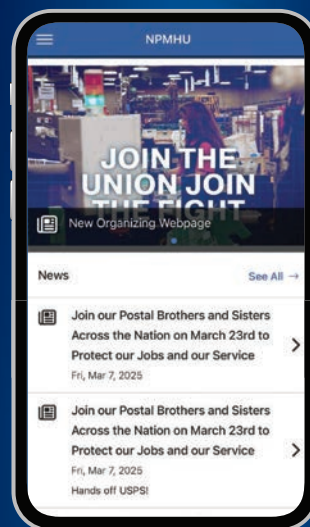 NPMHU
JOIN THE
UNION JOIN
THE FIGHT
New Organizing Webpage
News
See All →
Join our Postal Brothers and Sisters
Across the Nation on March 23rd to
Protect our Jobs and our Service
Fri, Mar 7, 2025
Join our Postal Brothers and Sisters
Across the Nation on March 23rd to
Protect our Jobs and our Service
Fri, Mar 7, 2025
Hands off USPS!